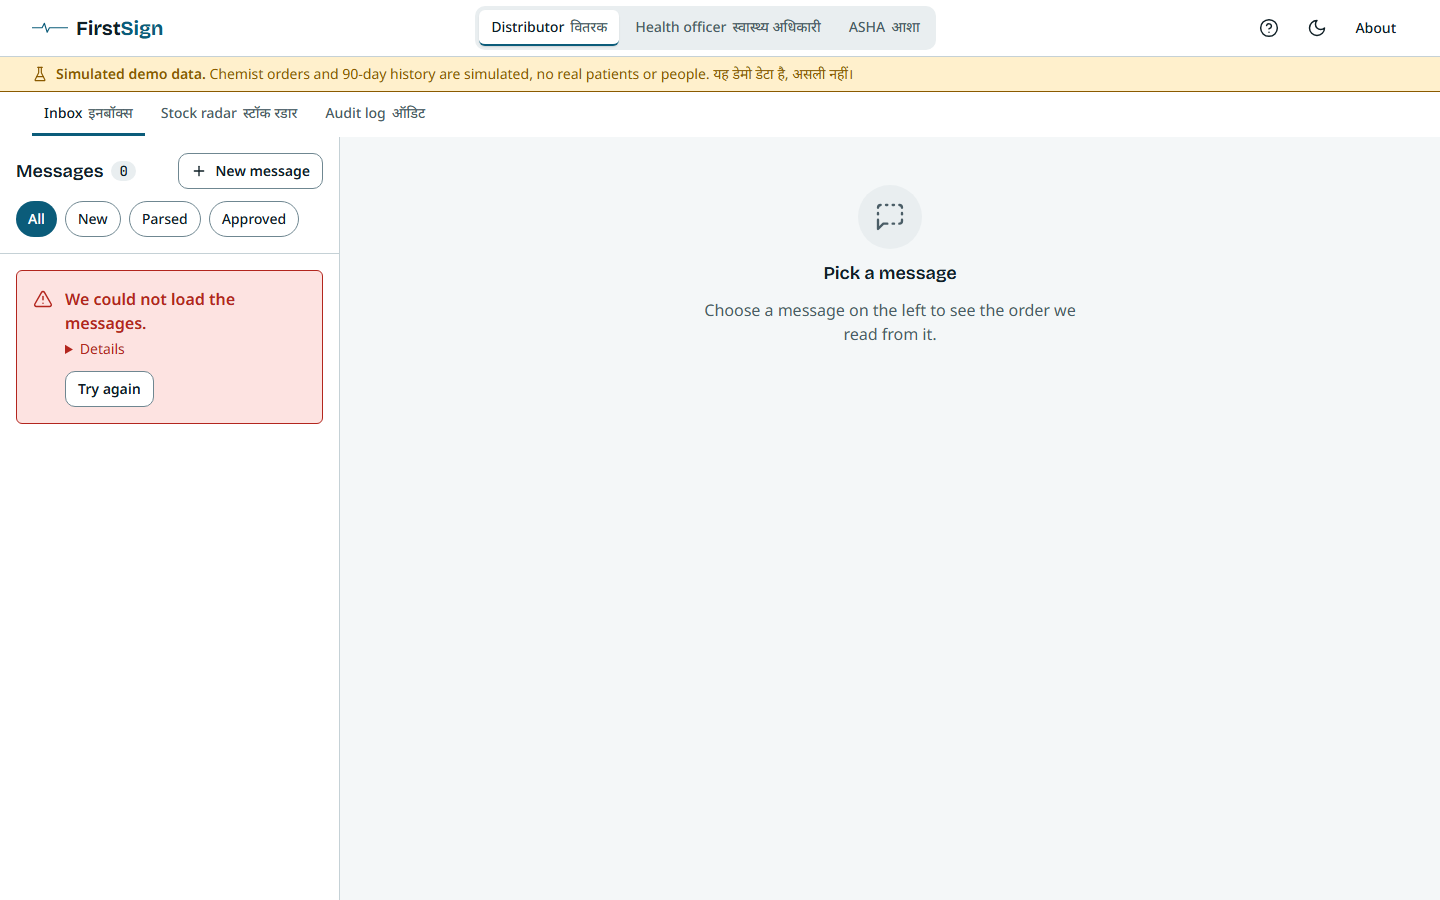 FirstSign
Distributor वितरक
Health officer स्वास्थ्य अधिकारी
ASHA आशा
About
Simulated demo data. Chemist orders and 90-day history are simulated, no real patients or people. यह डेमो डेटा है, असली नहीं।
Inbox इनबॉक्स
Stock radar स्टॉक रडार
Audit log ऑडिट
Messages 0
New message
All
New
Parsed
Approved
We could not load the
messages.
Details
Try again
Pick a message
Choose a message on the left to see the order we
read from it.